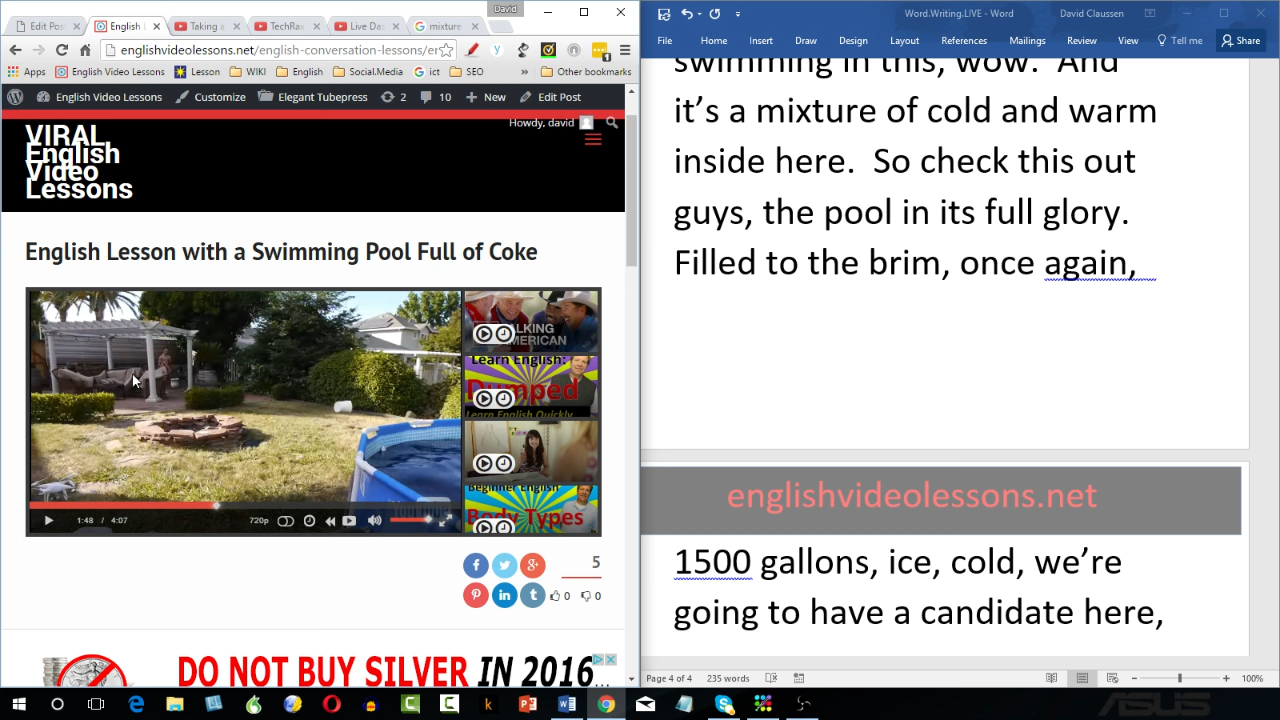 David
Edit Pos
English L
Taking a
TechRax
Live Das
mixture
englishvideolessons.net/english-conversation-lessons/er
Apps
English Video Lessons
Lesson
WIKI
English
Social.Media
ict
SEO
»
Other bookmarks
English Video Lessons
Customize
Elegant Tubepress
2
10
New
Edit Post
Howdy, david
VIRAL
English
Video
Lessons
English Lesson with a Swimming Pool Full of Coke
TALKING
AMERICAN
Learn English:
Dumped
Learn English Quickly
Beginner English
Body Types
1:48 / 4:07
720p
5
0
0
DO NOT BUY SILVER IN 2016...
Word.Writing.LIVE - Word
David Claussen
File
Home
Insert
Draw
Design
Layout
References
Mailings
Review
View
Tell me
Share
swimming in this, wow. And
it's a mixture of cold and warm
inside here. So check this out
guys, the pool in its full glory.
Filled to the brim, once again,
englishvideolessons.net
1500 gallons, ice, cold, we're
going to have a candidate here,
Page 4 of 4
235 words
100%
ASUS